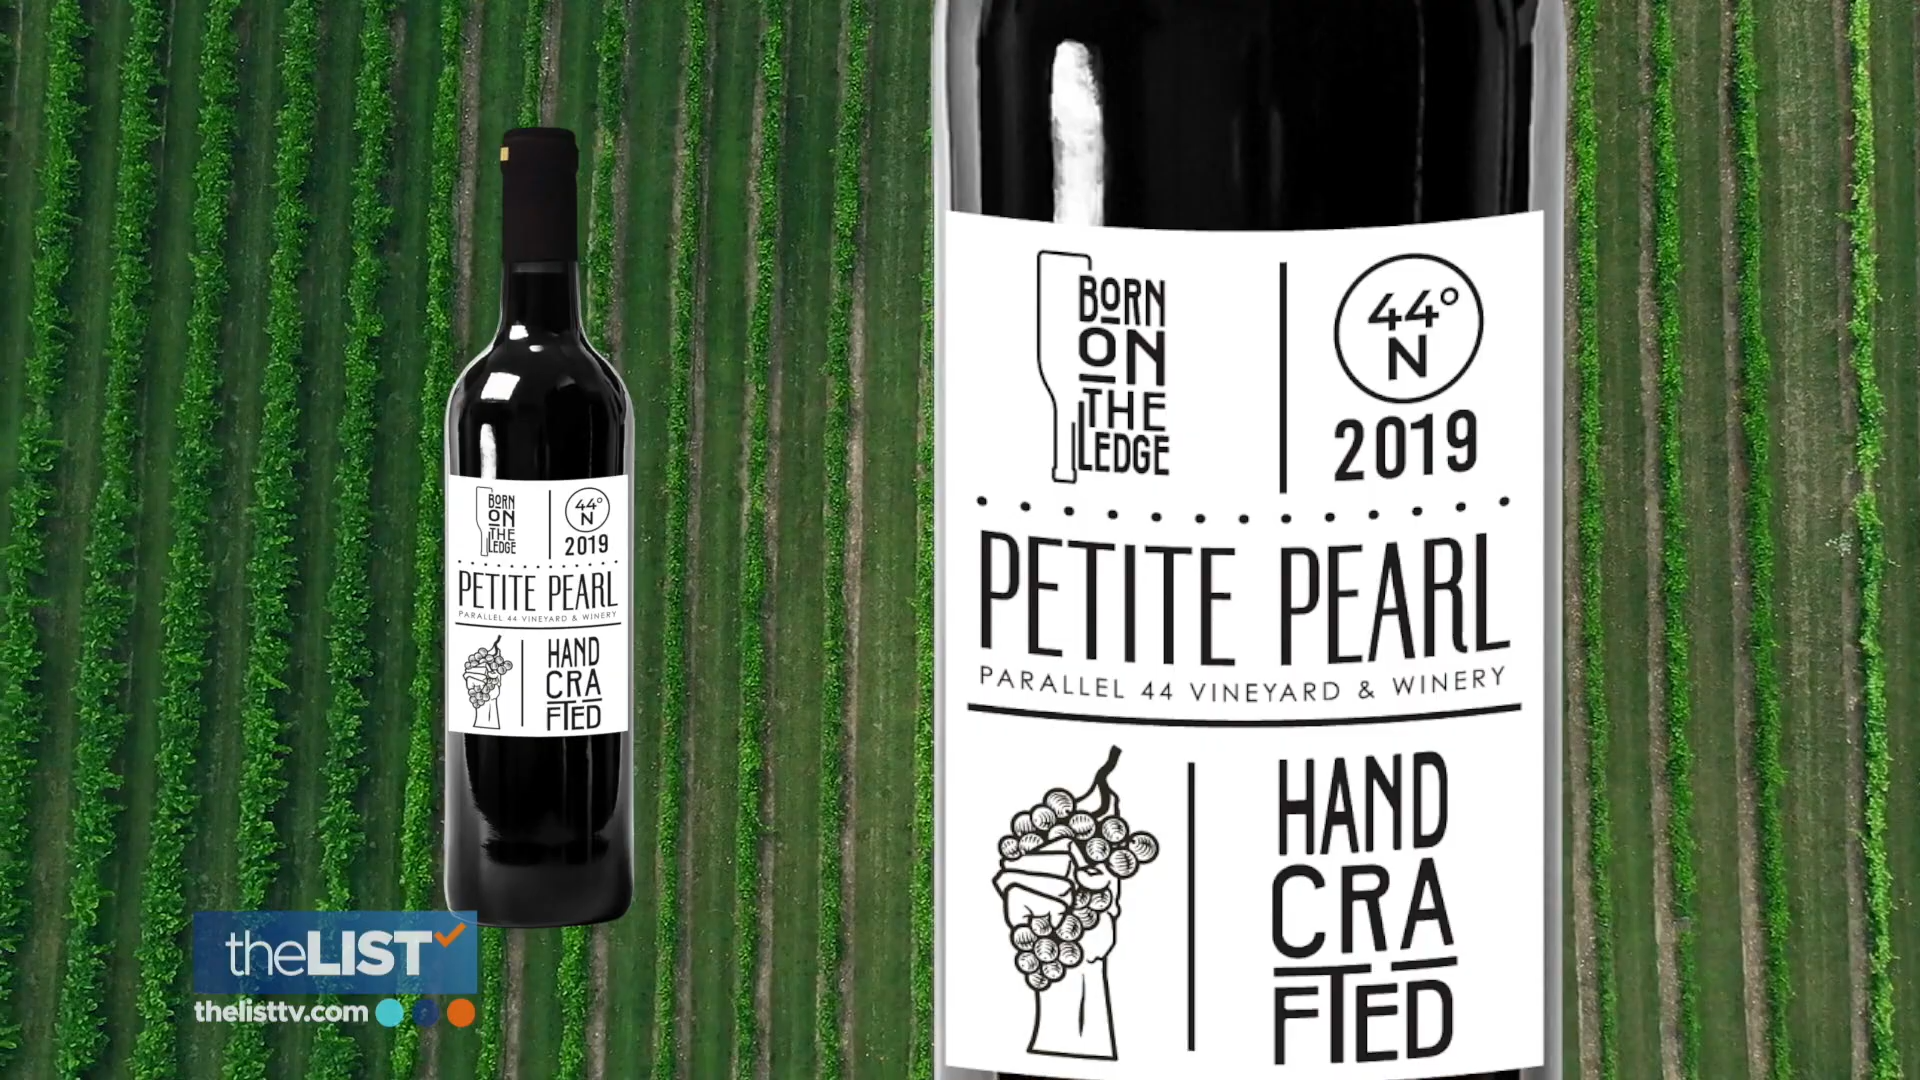 BORN
ON
THE
LEDGE
44°
N
2019
PETITE PEARL
PARALLEL 44 VINEYARD & WINERY
HAND
CRA
FTED
BORN
ON
THE
LEDGE
44°
N
2019
PETITE PEARL
PARALLEL 44 VINEYARD & WINERY
HAND
CRA
FTED
theLIST
thelisttv.com